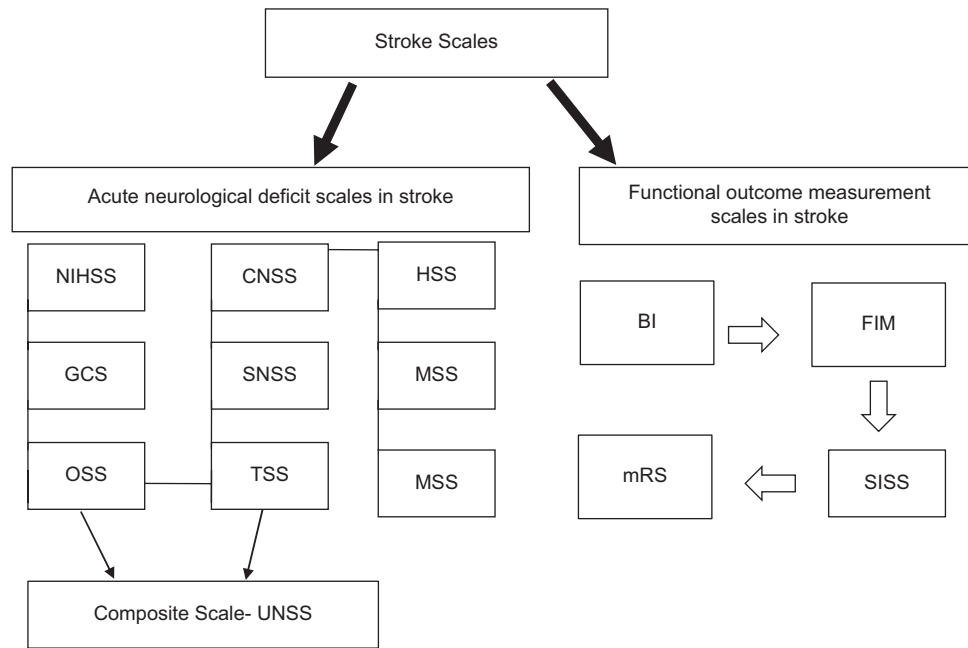 Stroke Scales
Acute neurological deficit scales in stroke
Functional outcome measurement
scales in stroke
NIHSS
CNSS
HSS
GCS
SNSS
MSS
OSS
TSS
MSS
BI
FIM
mRS
SISS
Composite Scale- UNSS